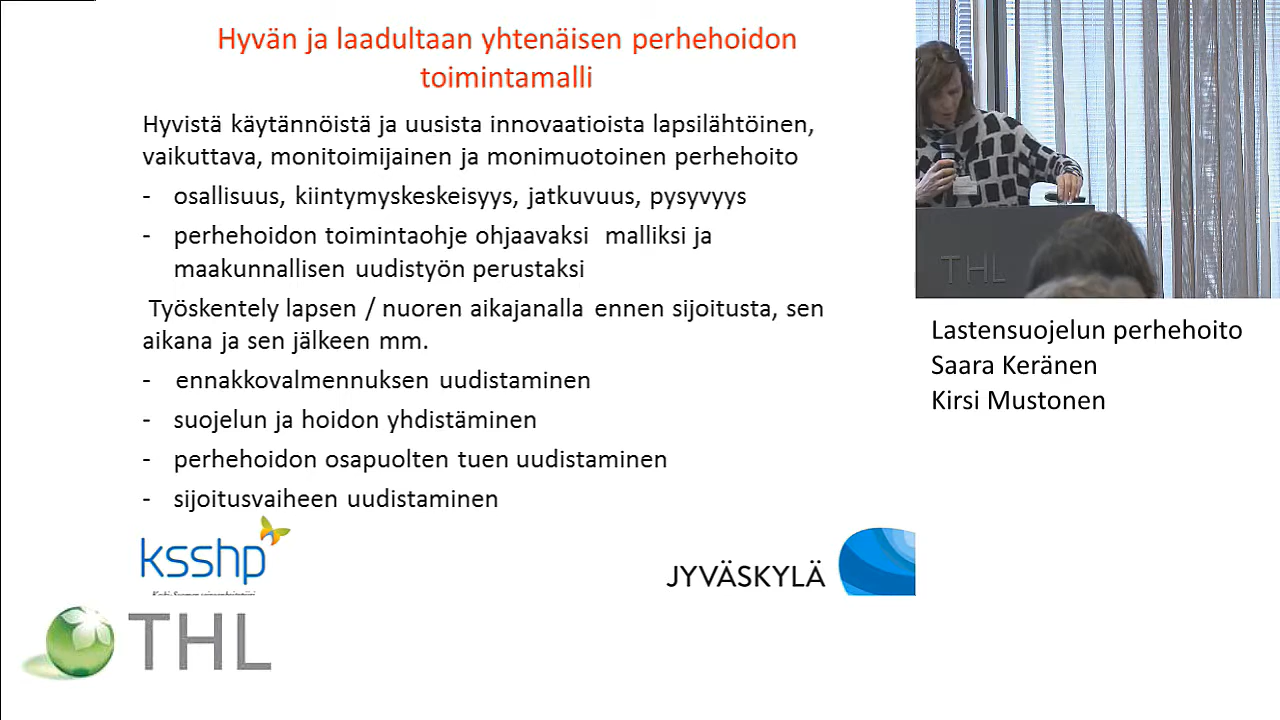 Hyvän ja laadultaan yhtenäisen perhehoidon
toimintamalli
Hyvistä käytännöistä ja uusista innovaatioista lapsilähtöinen,
vaikuttava, monitoimijainen ja monimuotoinen perhehoito
- osallisuus, kiintymyskeskeisyys, jatkuvuus, pysyvyys
- perhehoidon toimintaohje ohjaavaksi malliksi ja
maakunnallisen uudistyön perustaksi
Työskentely lapsen / nuoren aikajanalla ennen sijoitusta, sen
aikana ja sen jälkeen mm.
- ennakkovalmennuksen uudistaminen
- suojelun ja hoidon yhdistäminen
- perhehoidon osapuolten tuen uudistaminen
- sijoitusvaiheen uudistaminen
ksshp
JYVÄSKYLÄ
THL
THL
Lastensuojelun perhehoito
Saara Keränen
Kirsi Mustonen